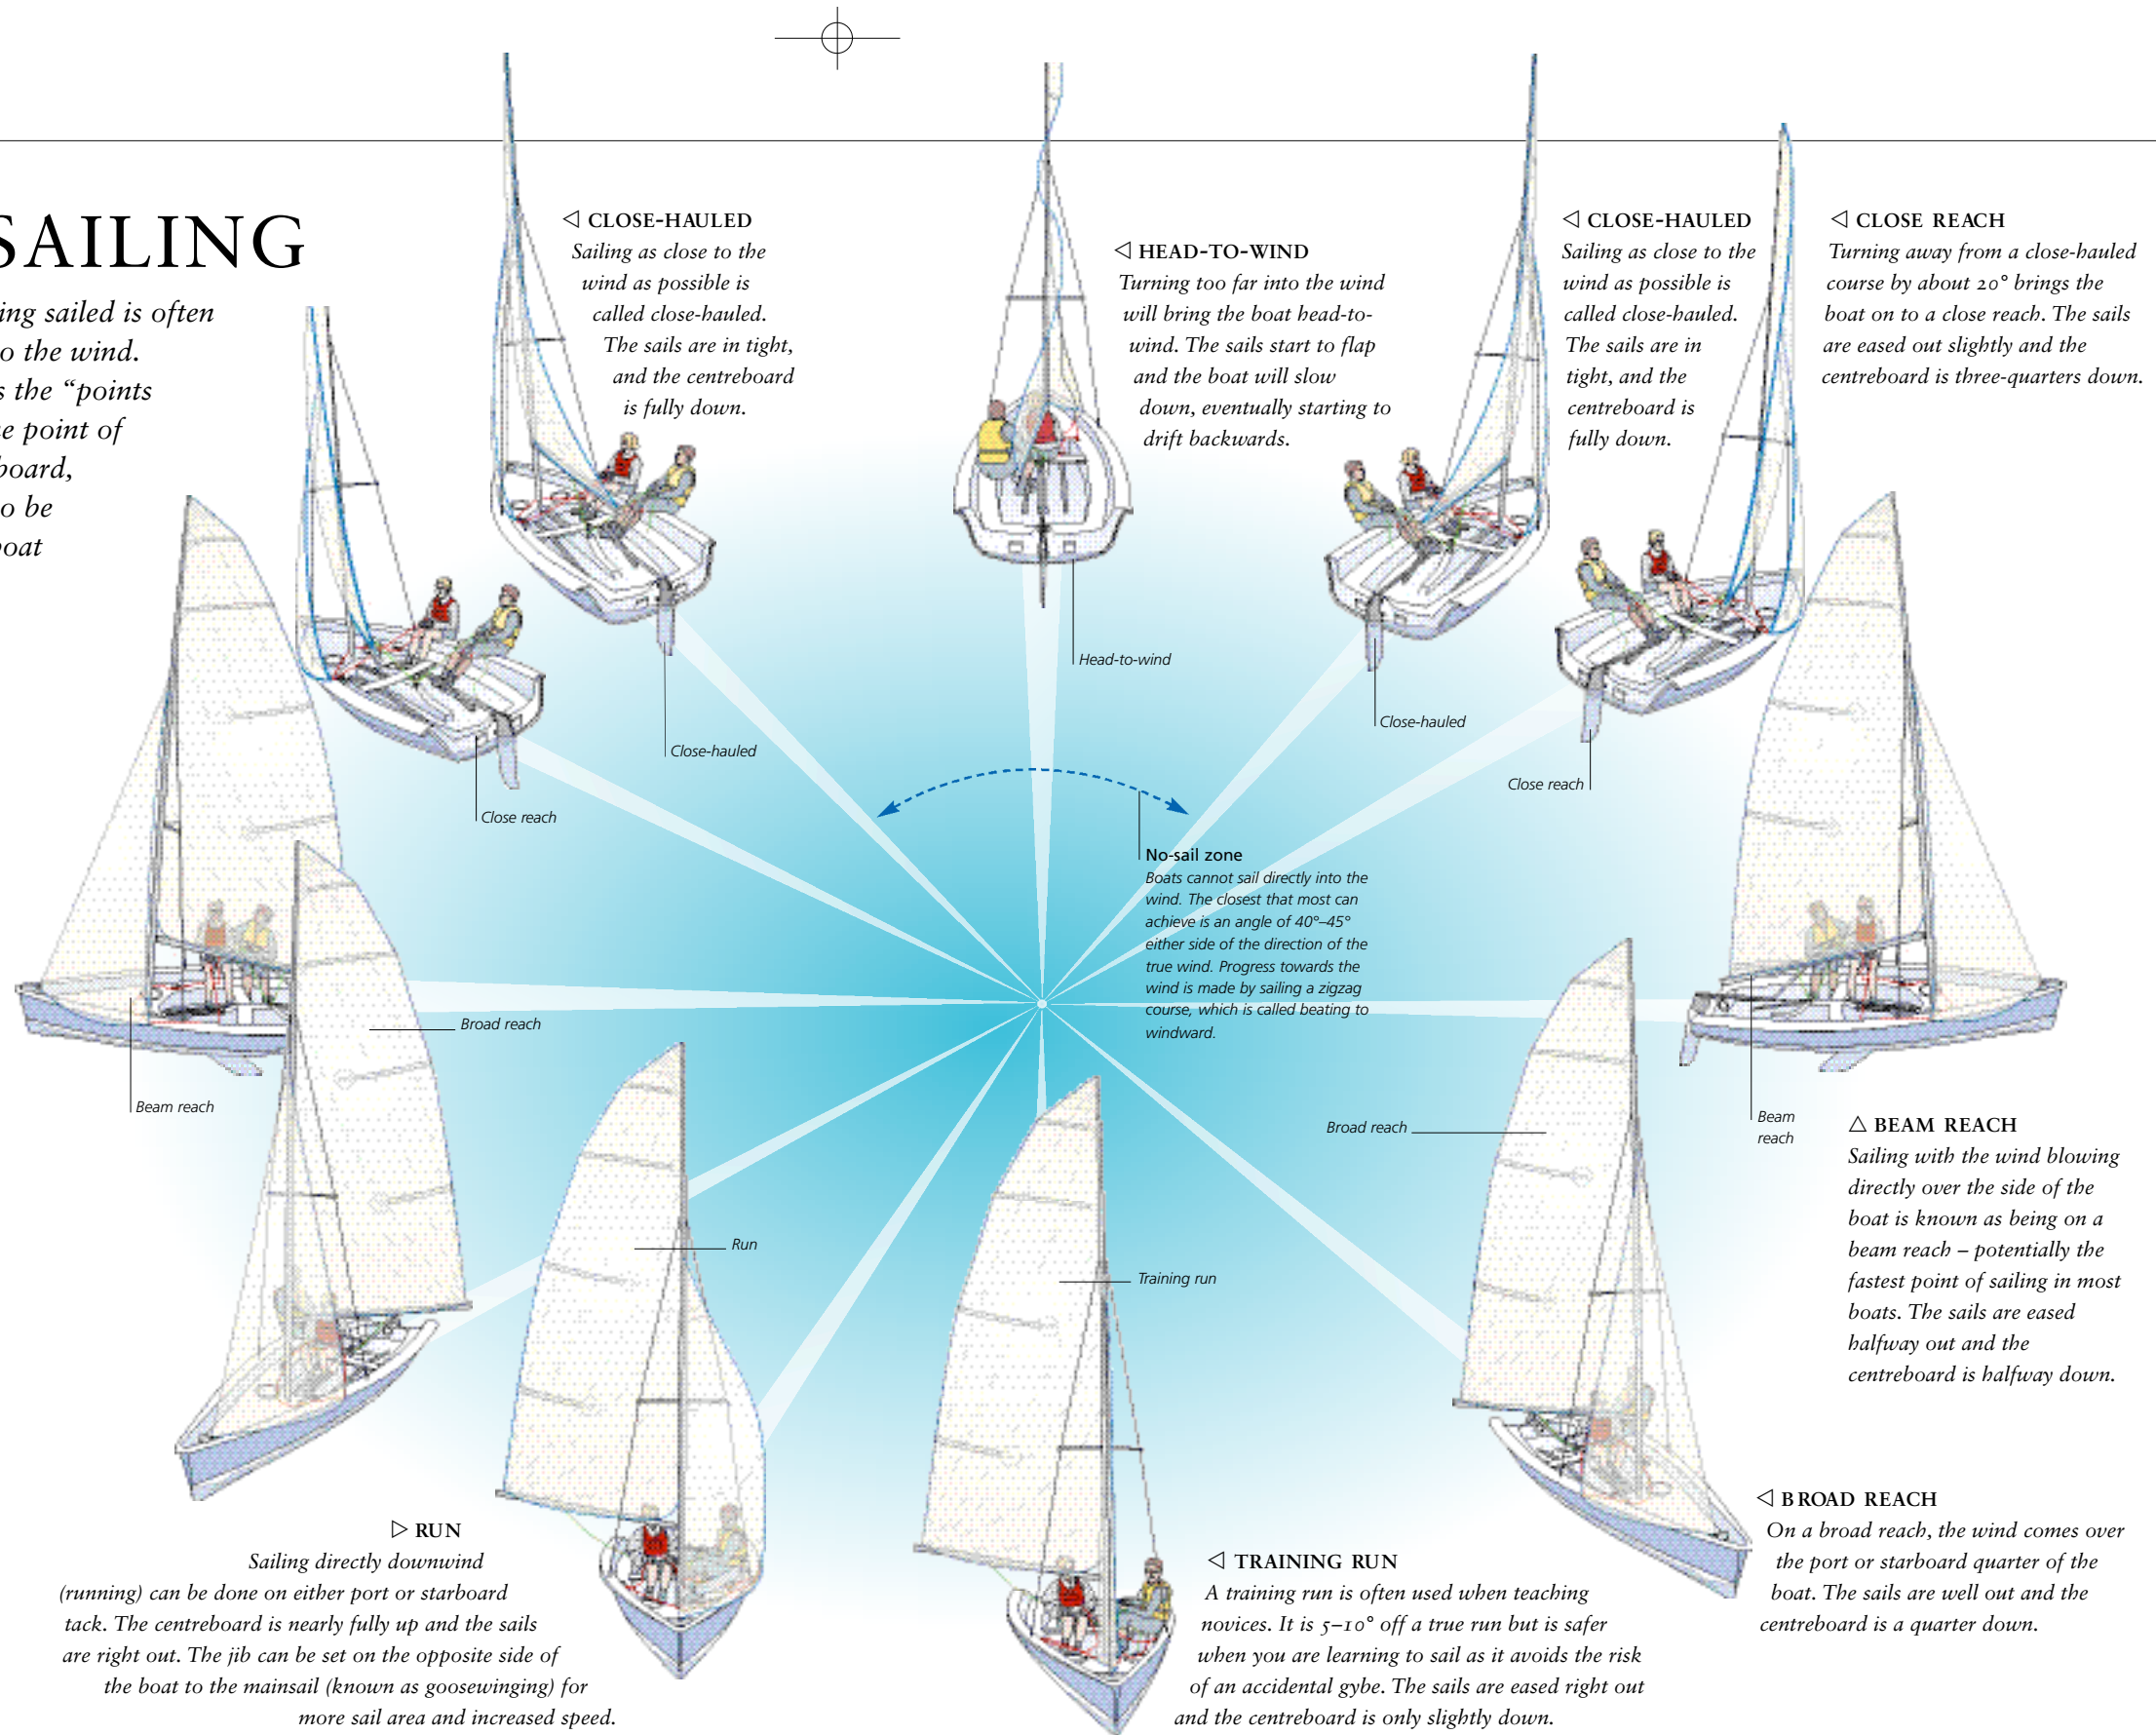 SAILING
ing sailed is often
o the wind.
s the “points
e point of
board,
o be
boat
◁ CLOSE-HAULED
Sailing as close to the
wind as possible is
called close-hauled.
The sails are in tight,
and the centreboard
is fully down.
◁ HEAD-TO-WIND
Turning too far into the wind
will bring the boat head-to-
wind. The sails start to flap
and the boat will slow
down, eventually starting to
drift backwards.
◁ CLOSE-HAULED
Sailing as close to the
wind as possible is
called close-hauled.
The sails are in
tight, and the
centreboard is
fully down.
◁ CLOSE REACH
Turning away from a close-hauled
course by about 20° brings the
boat on to a close reach. The sails
are eased out slightly and the
centreboard is three-quarters down.
Head-to-wind
Close-hauled
Close-hauled
Close reach
Close reach
No-sail zone
Boats cannot sail directly into the
wind. The closest that most can
achieve is an angle of 40°–45°
either side of the direction of the
true wind. Progress towards the
wind is made by sailing a zigzag
course, which is called beating to
windward.
Broad reach
Beam reach
Broad reach
Beam
reach
△ BEAM REACH
Sailing with the wind blowing
directly over the side of the
boat is known as being on a
beam reach – potentially the
fastest point of sailing in most
boats. The sails are eased
halfway out and the
centreboard is halfway down.
Run
Training run
▷ RUN
Sailing directly downwind
(running) can be done on either port or starboard
tack. The centreboard is nearly fully up and the sails
are right out. The jib can be set on the opposite side of
the boat to the mainsail (known as goosewinging) for
more sail area and increased speed.
◁ TRAINING RUN
A training run is often used when teaching
novices. It is 5–10° off a true run but is safer
when you are learning to sail as it avoids the risk
of an accidental gybe. The sails are eased right out
and the centreboard is only slightly down.
◁ BROAD REACH
On a broad reach, the wind comes over
the port or starboard quarter of the
boat. The sails are well out and the
centreboard is a quarter down.